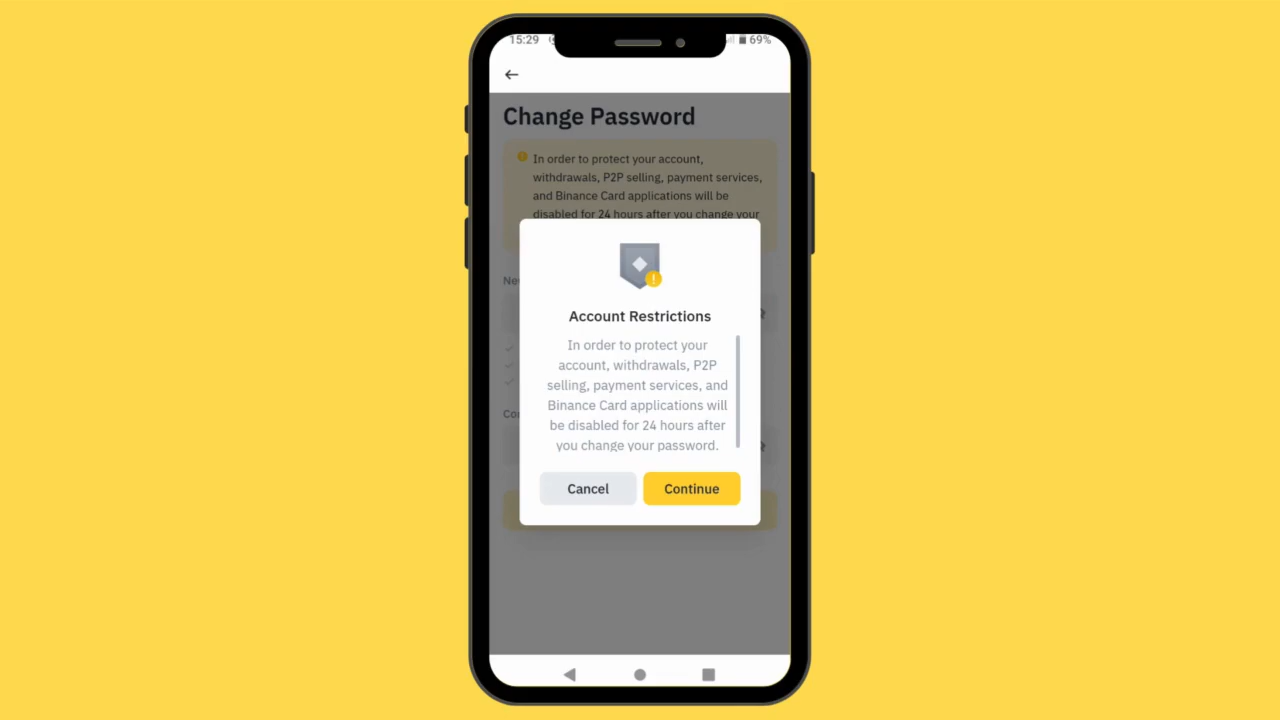 15:29
69%
Change Password
In order to protect your account,
withdrawals, P2P selling, payment services,
and Binance Card applications will be
disabled for 24 hours after you change your
Account Restrictions
In order to protect your
account, withdrawals, P2P
selling, payment services, and
Binance Card applications will
be disabled for 24 hours after
you change your password.
Cancel
Continue